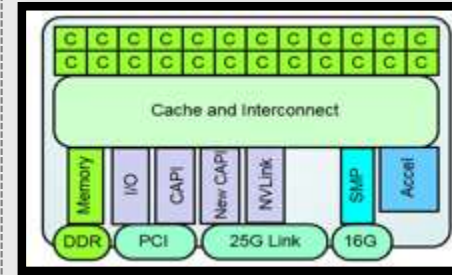 C C C C C C C C C C C C
C C C C C C C C C C C C
Cache and Interconnect
Memory
I/O
CAPI
New CAPI
NVLink
SMP
Accel
DDR
PCI
25G Link
16G